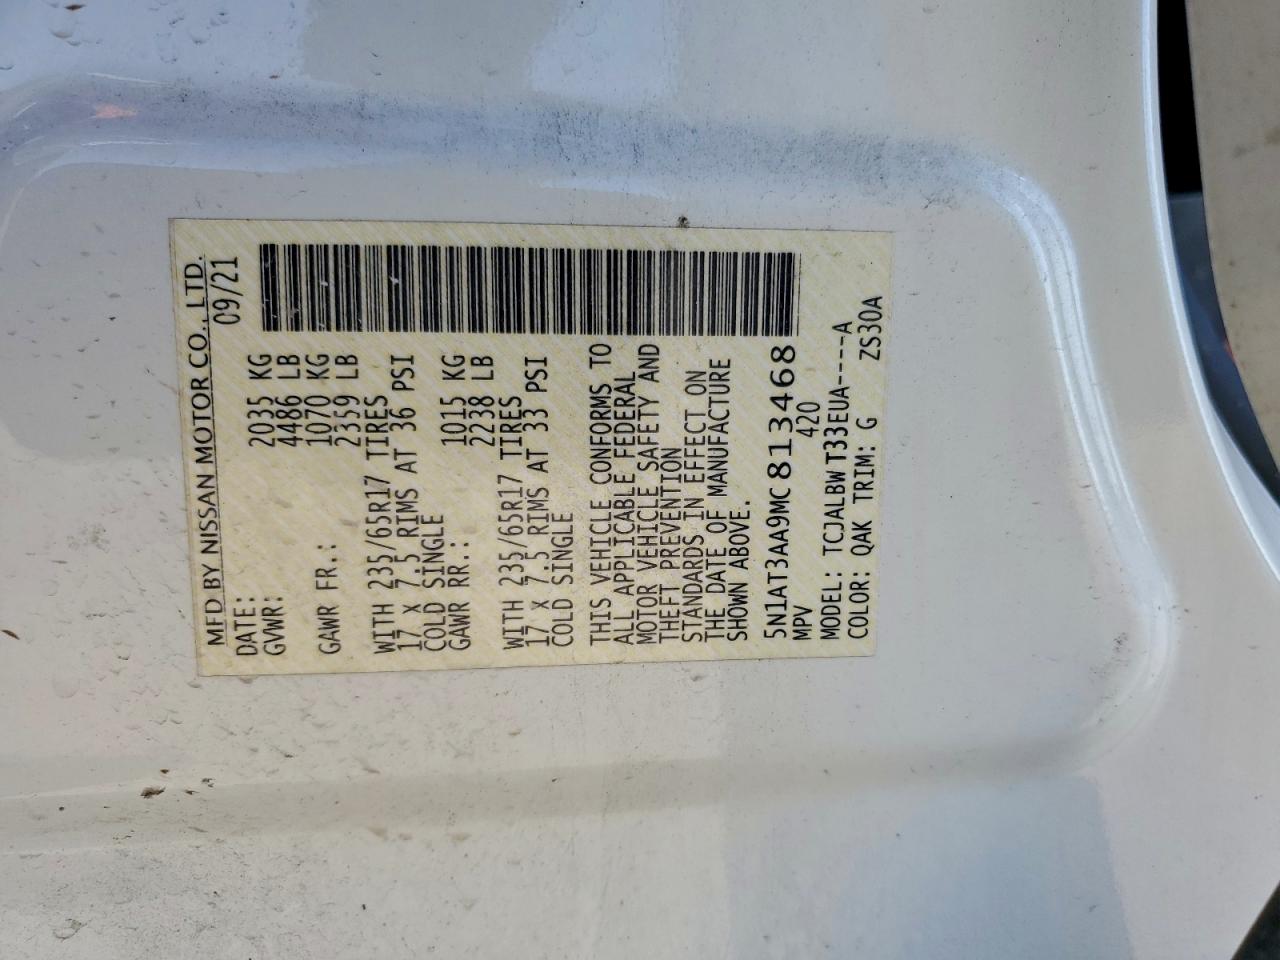 MFD BY NISSAN MOTOR CO., LTD.
DATE: 09/21
GVWR: 2035 KG
4486 LB
GAWR FR.: 1070 KG
2359 LB
WITH 235/65R17 TIRES
17 X 7.5 RIMS AT 36 PSI
COLD SINGLE
GAWR RR.: 1015 KG
2238 LB
WITH 235/65R17 TIRES
17 X 7.5 RIMS AT 33 PSI
COLD SINGLE
THIS VEHICLE CONFORMS TO
ALL APPLICABLE FEDERAL
MOTOR VEHICLE SAFETY AND
THEFT PREVENTION
STANDARDS IN EFFECT ON
THE DATE OF MANUFACTURE
SHOWN ABOVE.
5N1AT3AA9MC813468
MPV 420
MODEL: TCJALBWT33EUA----A
COLOR: QAK TRIM: G ZS30A